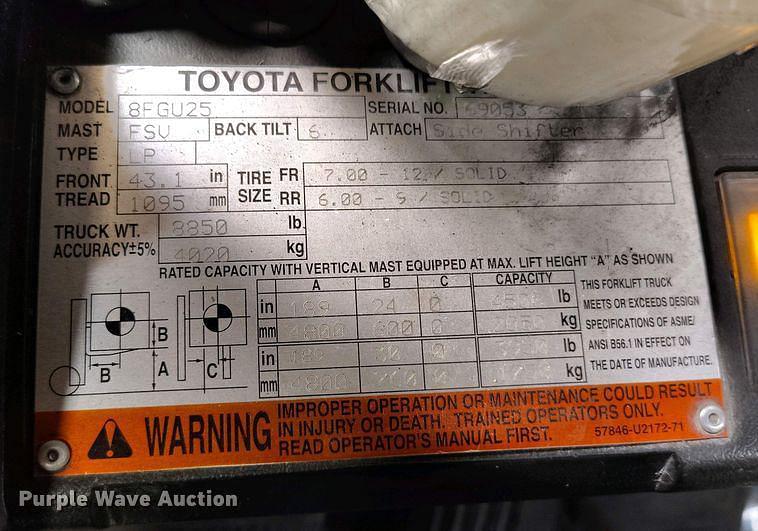 TOYOTA FORKLIFT
MODEL 8FGU25 SERIAL NO. 69053
MAST FSV BACK TILT 6 ATTACH Side Shifter
TYPE LP
FRONT TREAD 43.1 in 1095 mm
TIRE SIZE FR 7.00 - 12 / SOLID
RR 6.00 - 9 / SOLID
TRUCK WT. 8850 lb
ACCURACY±5% 4020 kg
RATED CAPACITY WITH VERTICAL MAST EQUIPPED AT MAX. LIFT HEIGHT "A" AS SHOWN
A B C CAPACITY
in 189 24 0 lb
mm 4800 600 0 kg
in 189 30 0 lb
mm 4800 760 0 kg
B
B A C
THIS FORKLIFT TRUCK
MEETS OR EXCEEDS DESIGN
SPECIFICATIONS OF ASME/
ANSI B56.1 IN EFFECT ON
THE DATE OF MANUFACTURE.
WARNING
IMPROPER OPERATION OR MAINTENANCE COULD RESULT
IN INJURY OR DEATH. TRAINED OPERATORS ONLY.
READ OPERATOR'S MANUAL FIRST.
57846-U2172-71
Purple Wave Auction